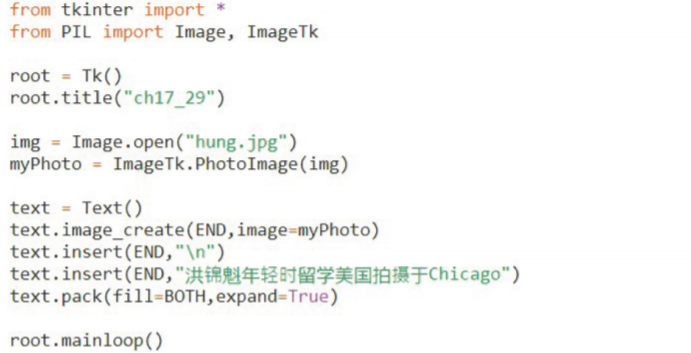 from tkinter import *
from PIL import Image, ImageTk
root = Tk()
root.title("ch17_29")
img = Image.open("hung.jpg")
myPhoto = ImageTk.PhotoImage(img)
text = Text()
text.image_create(END,image=myPhoto)
text.insert(END,"\n")
text.insert(END,"洪锦魁年轻时留学美国拍摄于Chicago")
text.pack(fill=BOTH,expand=True)
root.mainloop()